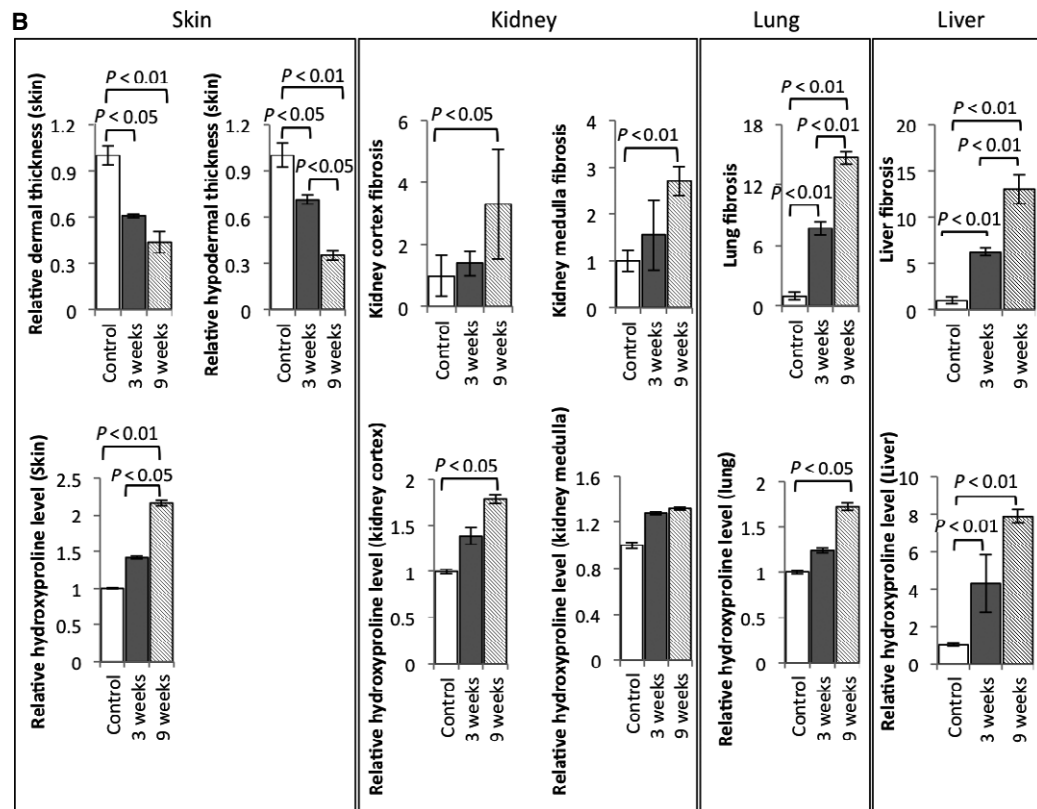 B
Skin
Kidney
Lung
Liver
Relative dermal thickness (skin)
P < 0.01
P < 0.05
1.2
0.9
0.6
0.3
0
Control
3 weeks
9 weeks
Relative hypodermal thickness (skin)
P < 0.01
P < 0.05
P < 0.05
1.2
0.9
0.6
0.3
0
Control
3 weeks
9 weeks
Kidney cortex fibrosis
P < 0.05
6
4
2
0
Control
3 weeks
9 weeks
Kidney medulla fibrosis
P < 0.01
4
3
2
1
0
Control
3 weeks
9 weeks
Lung fibrosis
P < 0.01
P < 0.01
P < 0.01
18
12
6
0
Control
3 weeks
9 weeks
Liver fibrosis
P < 0.01
P < 0.01
P < 0.01
20
15
10
5
0
Control
3 weeks
9 weeks
Relative hydroxyproline level (Skin)
P < 0.01
P < 0.05
2.5
2
1.5
1
0.5
0
Control
3 weeks
9 weeks
Relative hydroxyproline level (kidney cortex)
P < 0.05
2
1.5
1
0.5
0
Control
3 weeks
9 weeks
Relative hydroxyproline level (kidney medulla)
1.6
1.2
0.8
0.4
0
Control
3 weeks
9 weeks
Relative hydroxyproline level (lung)
P < 0.05
2
1.5
1
0.5
0
Control
3 weeks
9 weeks
Relative hydroxyproline level (Liver)
P < 0.01
P < 0.01
10
8
6
4
2
0
Control
3 weeks
9 weeks